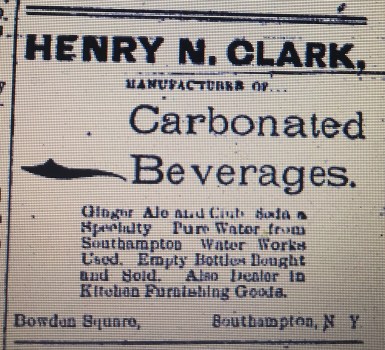 HENRY N. CLARK,
MANUFACTURER OF...
Carbonated
Beverages.
Ginger Ale and Club Soda a
Specialty Pure Water from
Southampton Water Works
Used. Empty Bottles Bought
and Sold. Also Dealer in
Kitchen Furnishing Goods.
Bowden Square, Southampton, N Y.